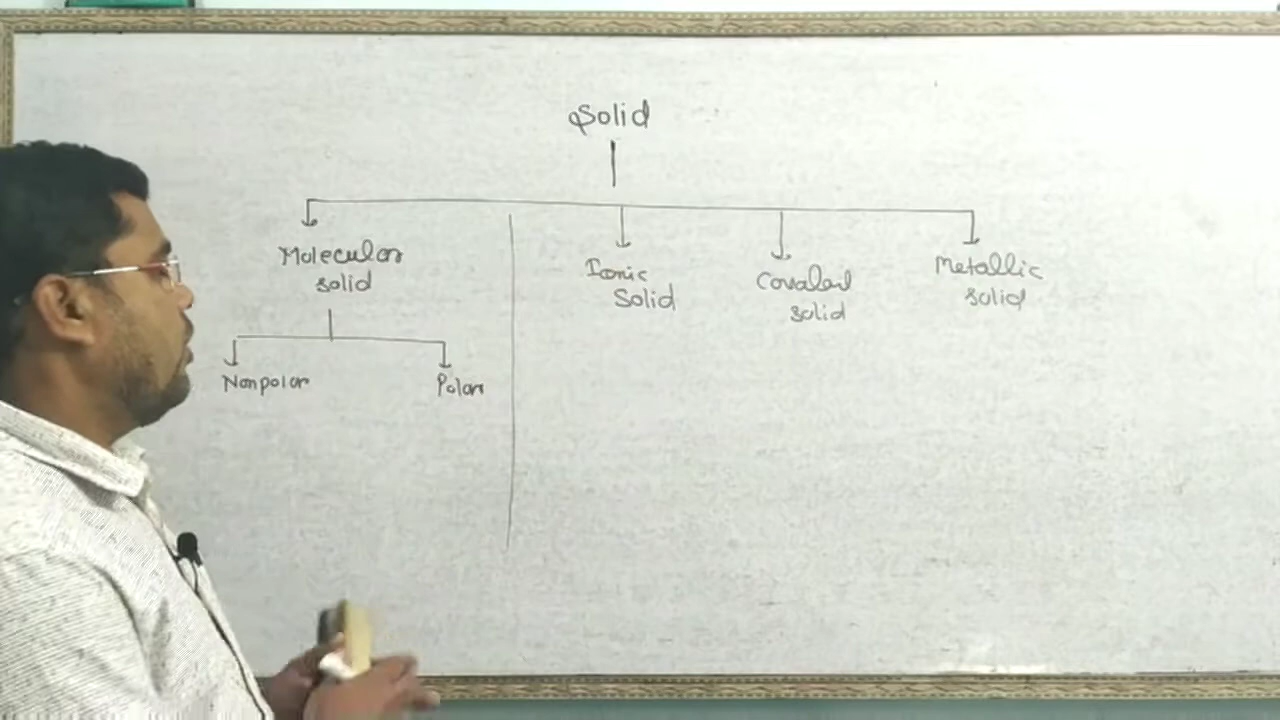 Solid
Molecular
solid
Ionic
Solid
Covalent
solid
Metallic
solid
Nonpolar
Polar